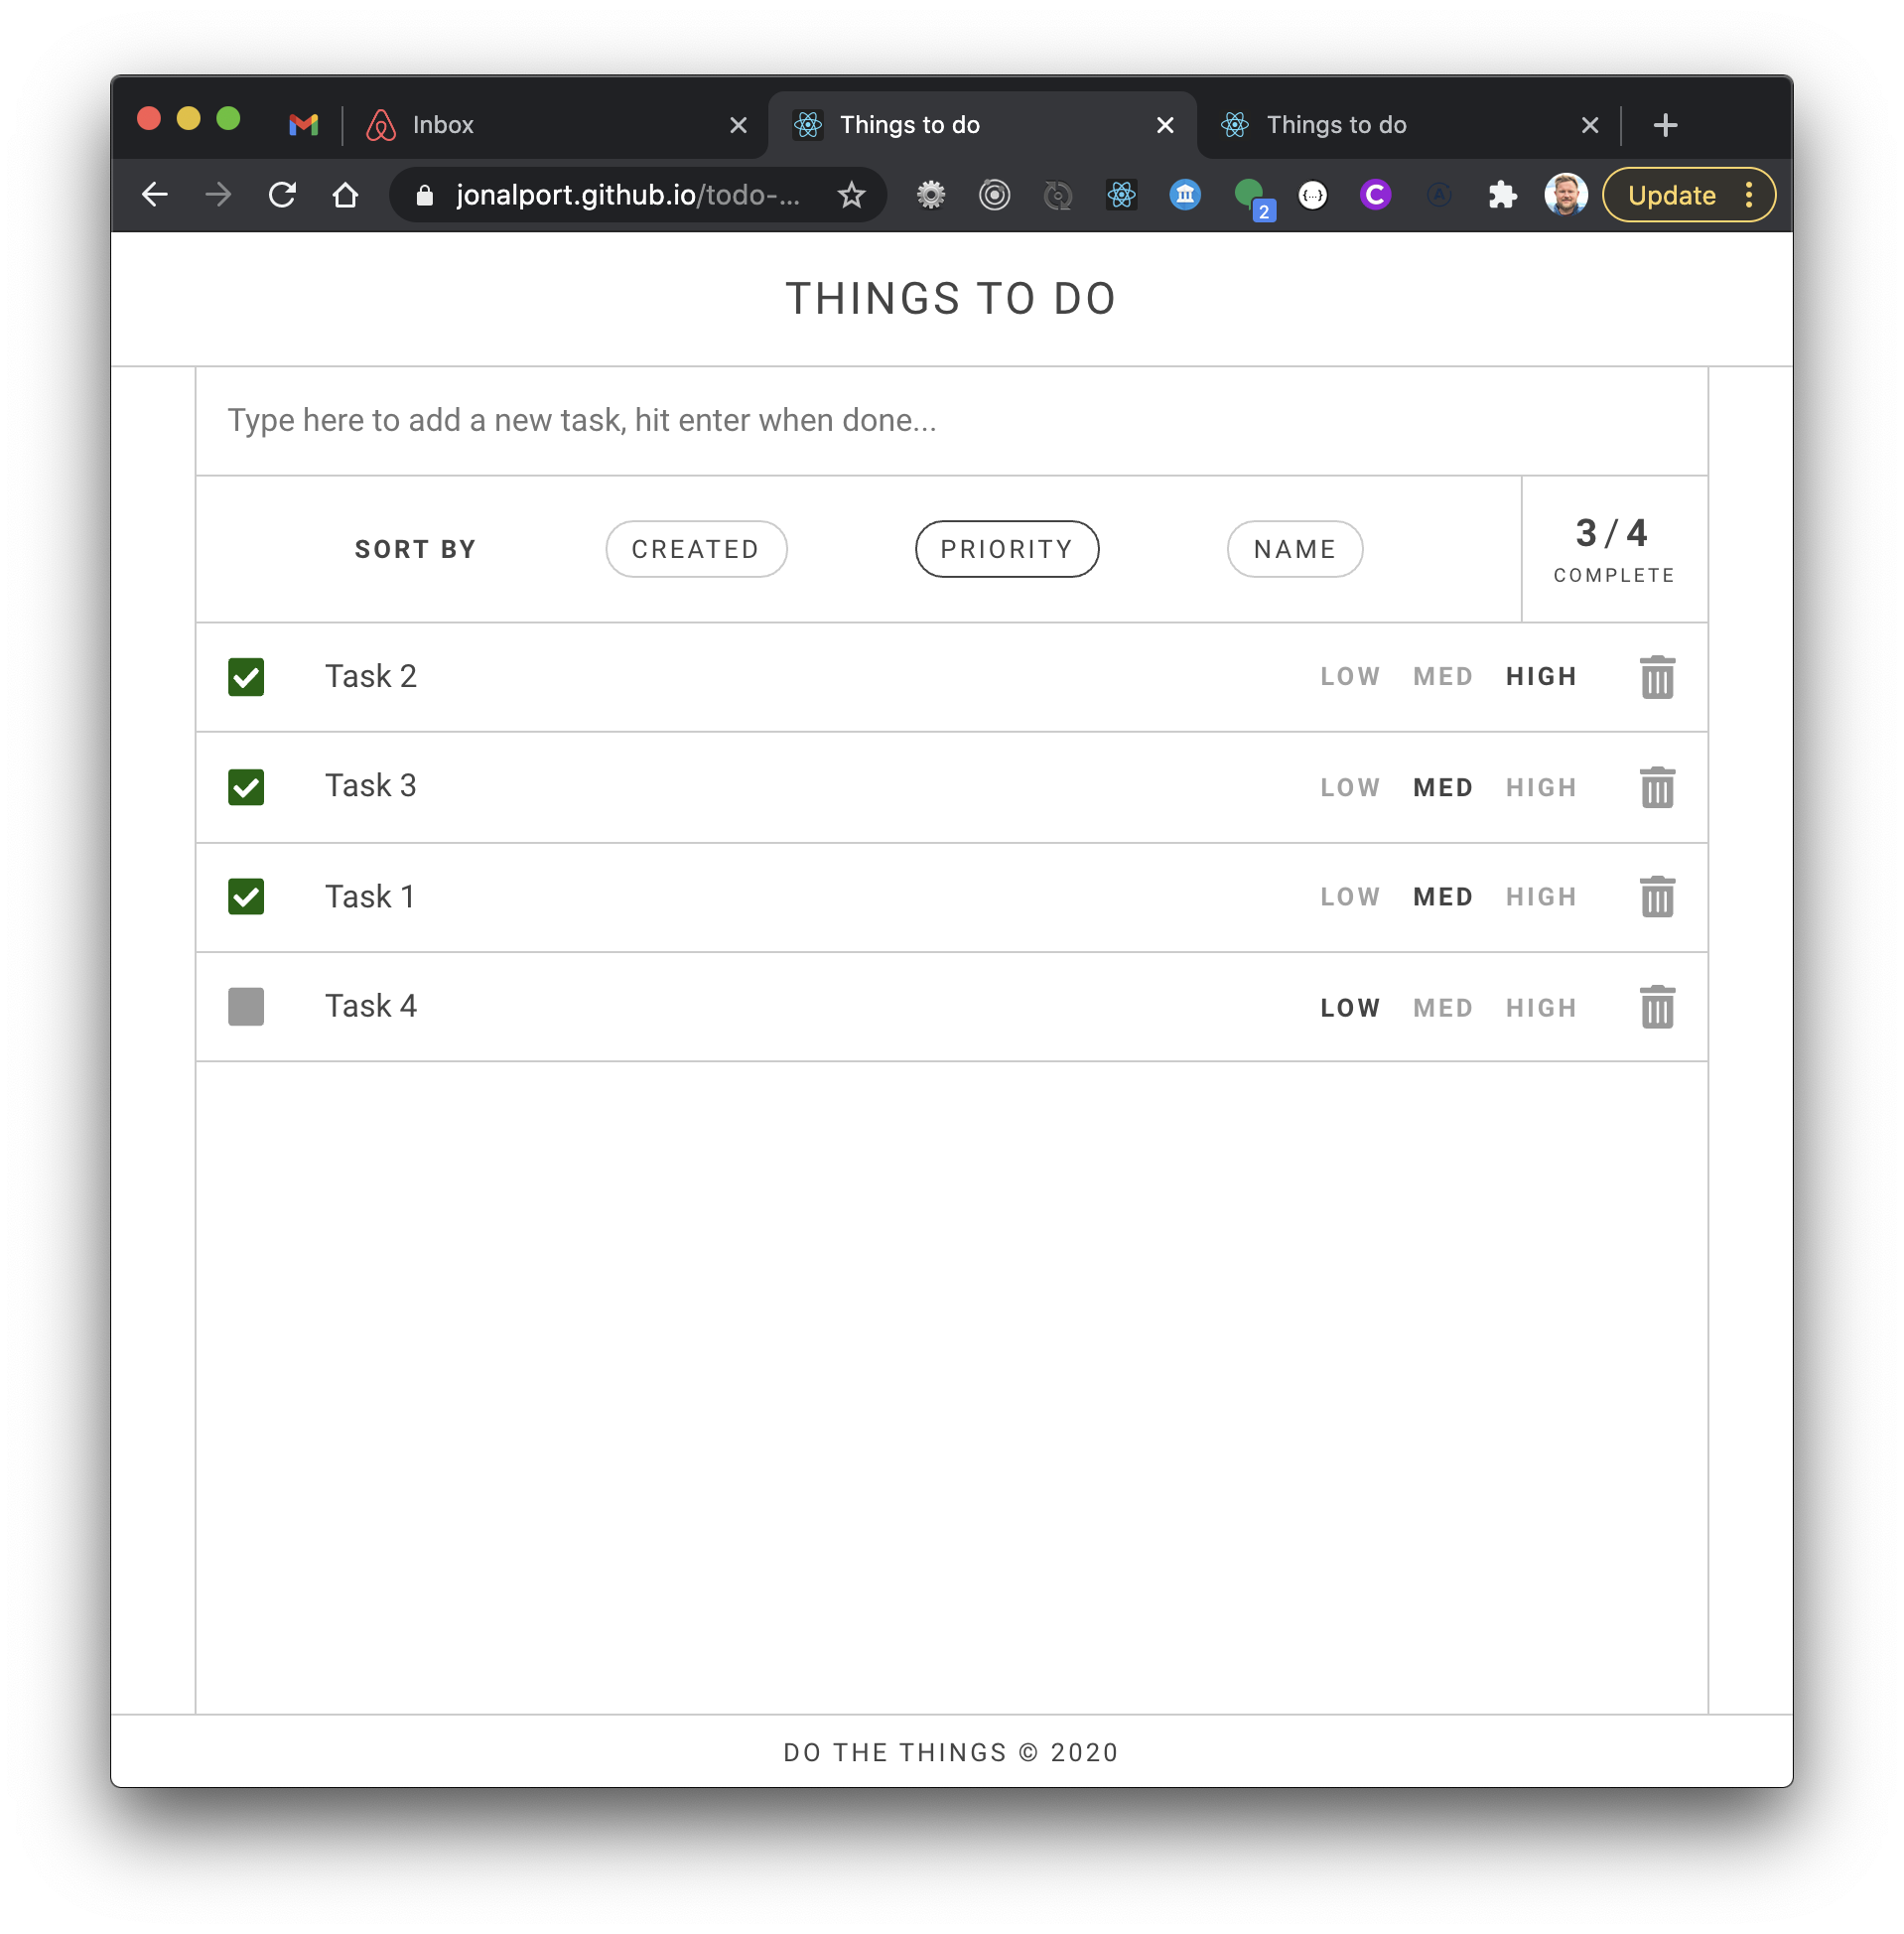 Inbox
Things to do
Things to do
jonalport.github.io/todo-...
2
{...}
C
A
Update
THINGS TO DO
Type here to add a new task, hit enter when done...
SORT BY CREATED PRIORITY NAME
3/4
COMPLETE
Task 2 LOW MED HIGH
Task 3 LOW MED HIGH
Task 1 LOW MED HIGH
Task 4 LOW MED HIGH
DO THE THINGS © 2020